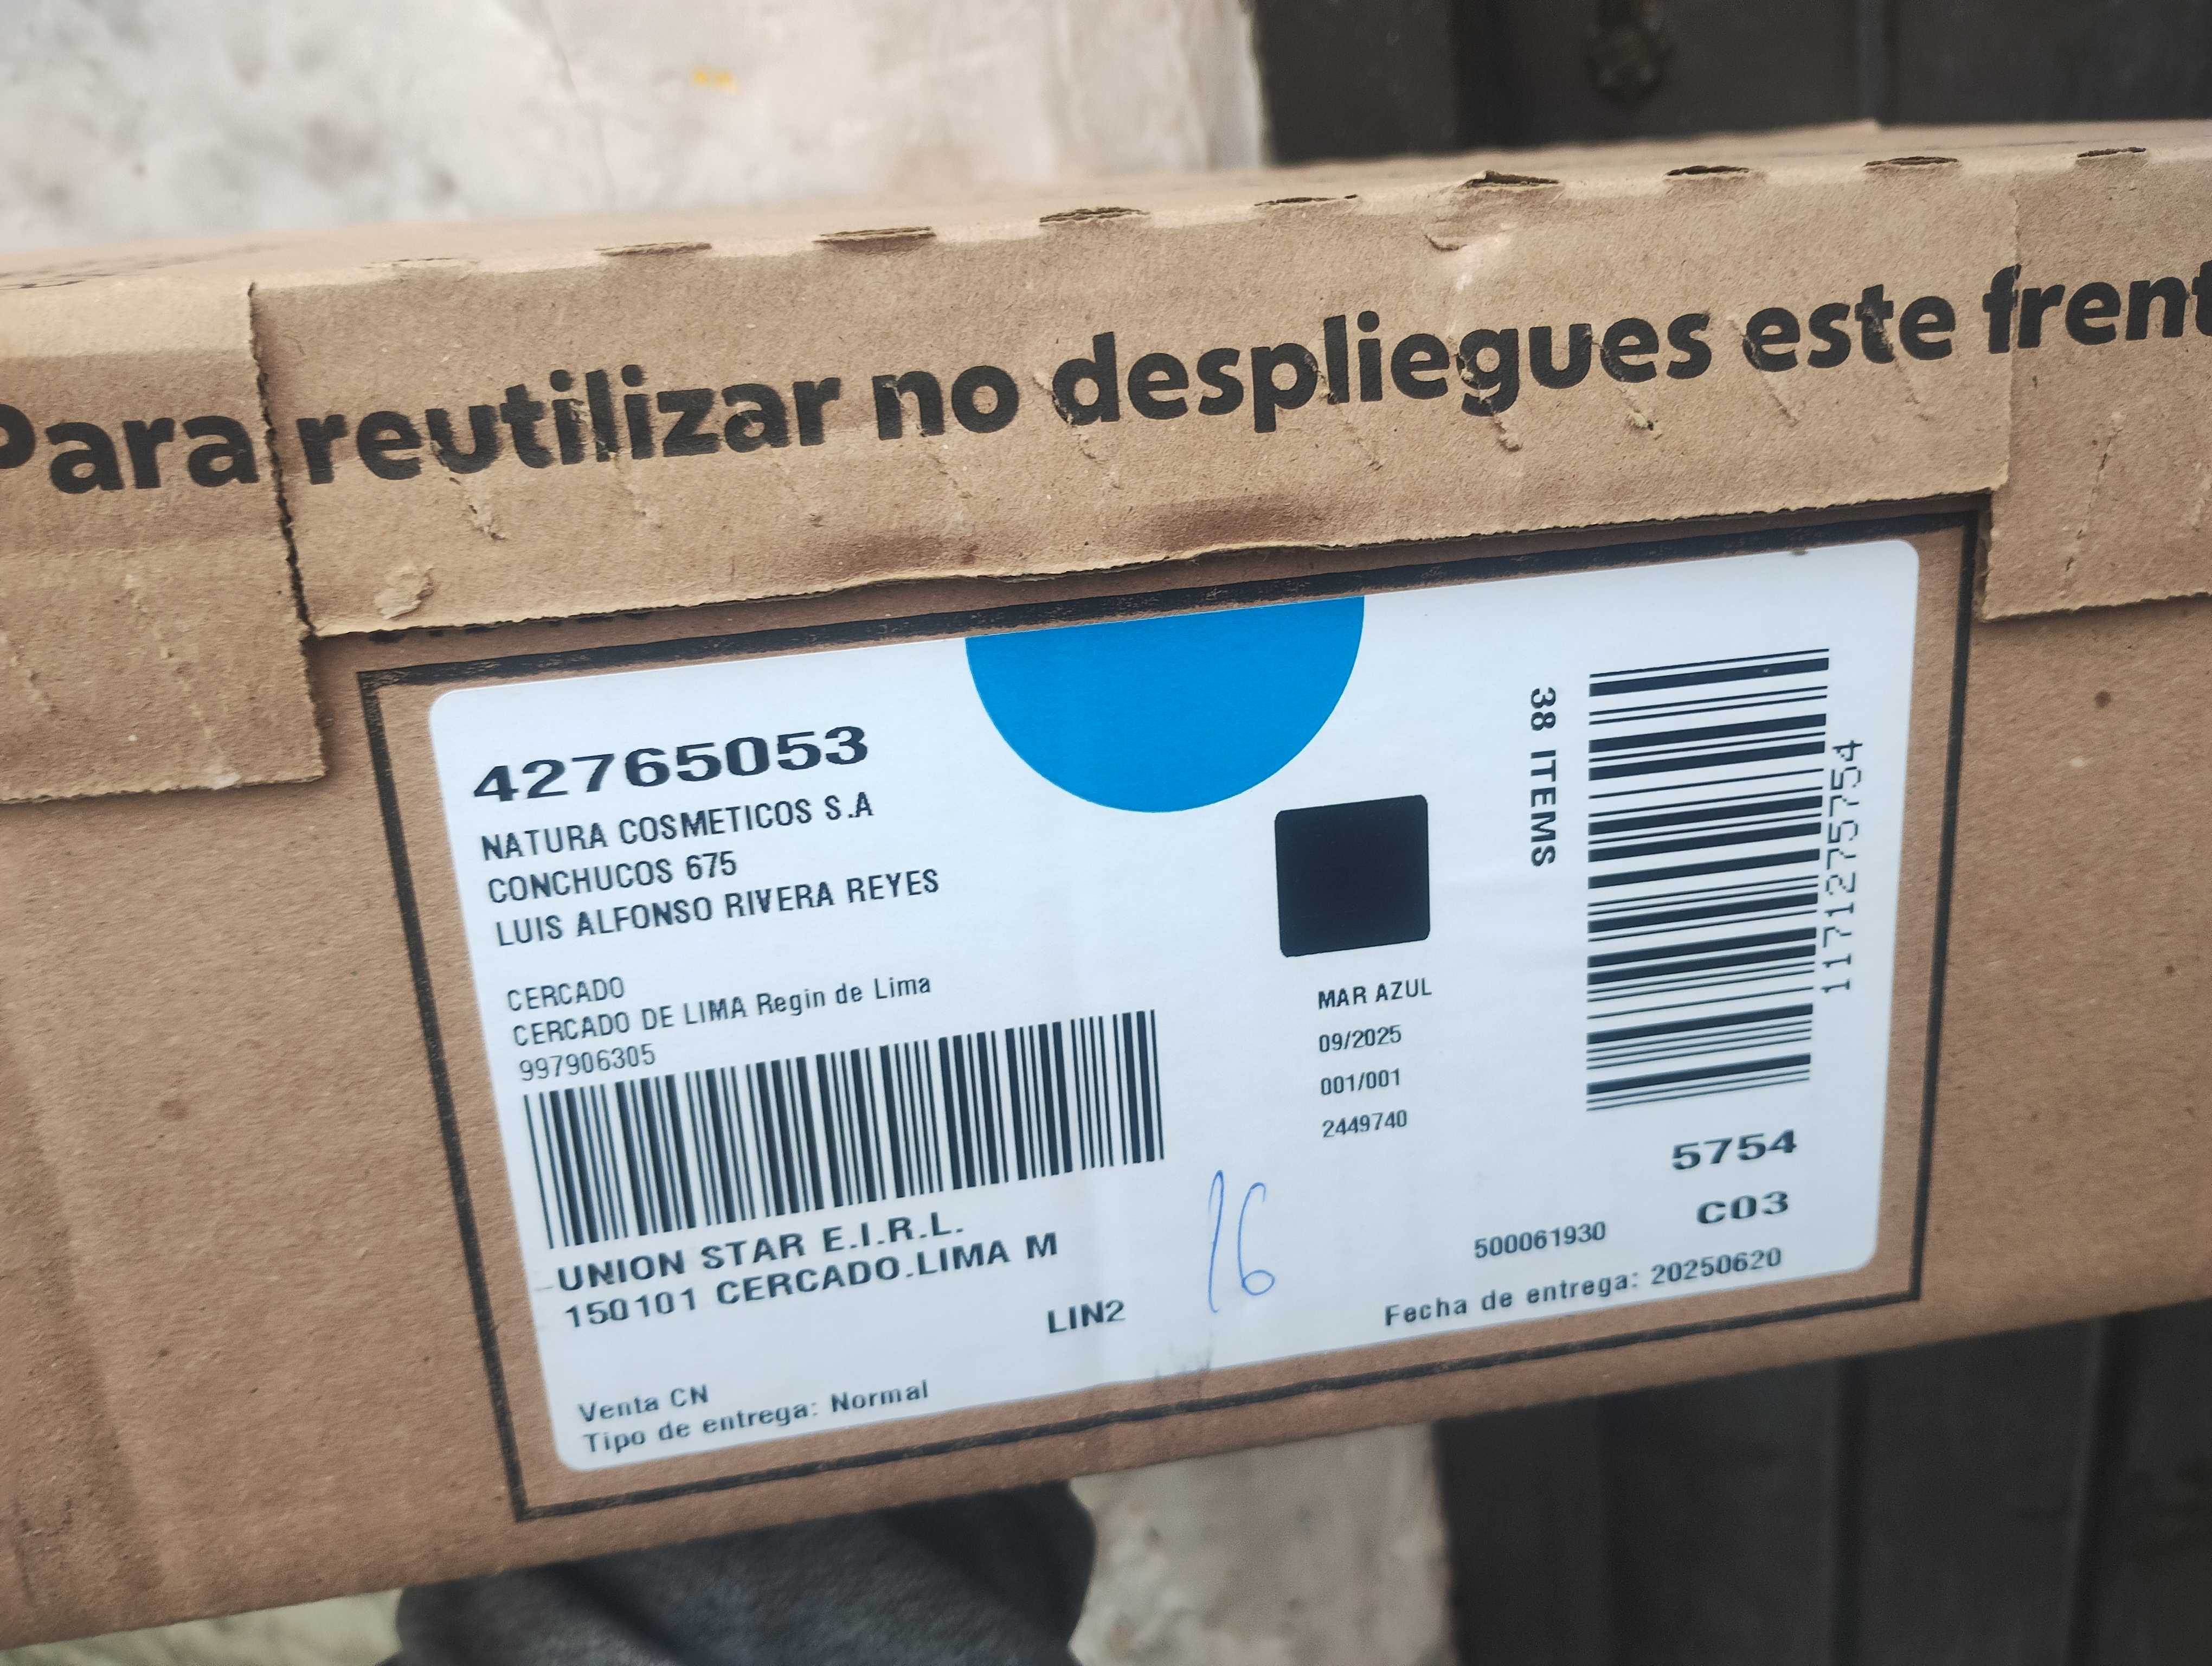 Para reutilizar no despliegues este frent
42765053
NATURA COSMETICOS S.A
CONCHUCOS 675
LUIS ALFONSO RIVERA REYES
CERCADO
CERCADO DE LIMA Regin de Lima
997906305
UNION STAR E.I.R.L.
150101 CERCADO.LIMA M
LIN2
Venta CN
Tipo de entrega: Normal
16
MAR AZUL
09/2025
001/001
2449740
38 ITEMS
1171275754
5754
C03
500061930
Fecha de entrega: 20250620